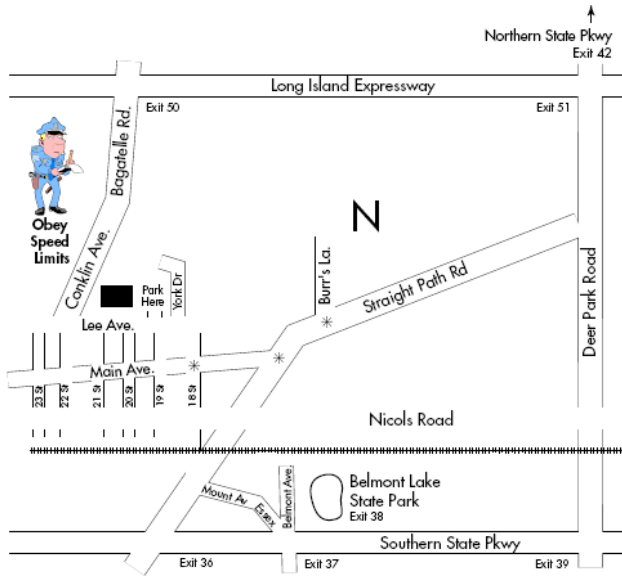 Northern State Pkwy
Exit 42
Long Island Expressway
Exit 50
Exit 51
Bagatelle Rd.
Obey
Speed
Limits
N
Conklin Ave.
Park
Here
York Dr
Burr's La.
Straight Path Rd
Deer Park Road
Lee Ave.
Main Ave.
23 St
22 St
21 St
20 St
19 St
18 St
Nicols Road
Mount Av
Essex
Belmont Ave.
Belmont Lake
State Park
Exit 38
Southern State Pkwy
Exit 36
Exit 37
Exit 39